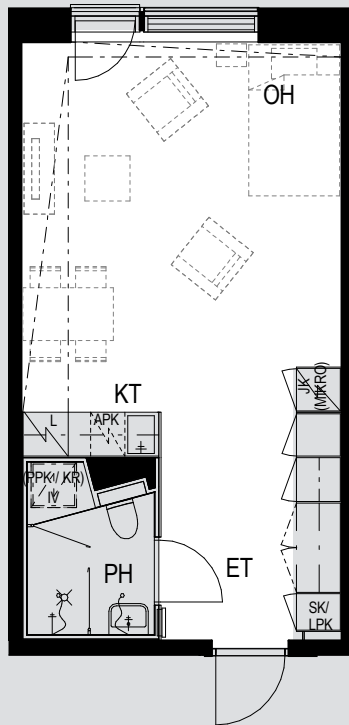 OH
JK
(MIKRO)
KT
L
APK
(PPK / KR)
IV
PH
ET
SK/
LPK